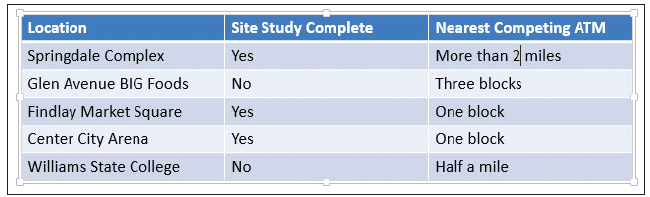 Location Site Study Complete Nearest Competing ATM
Springdale Complex Yes More than 2 miles
Glen Avenue BIG Foods No Three blocks
Findlay Market Square Yes One block
Center City Arena Yes One block
Williams State College No Half a mile